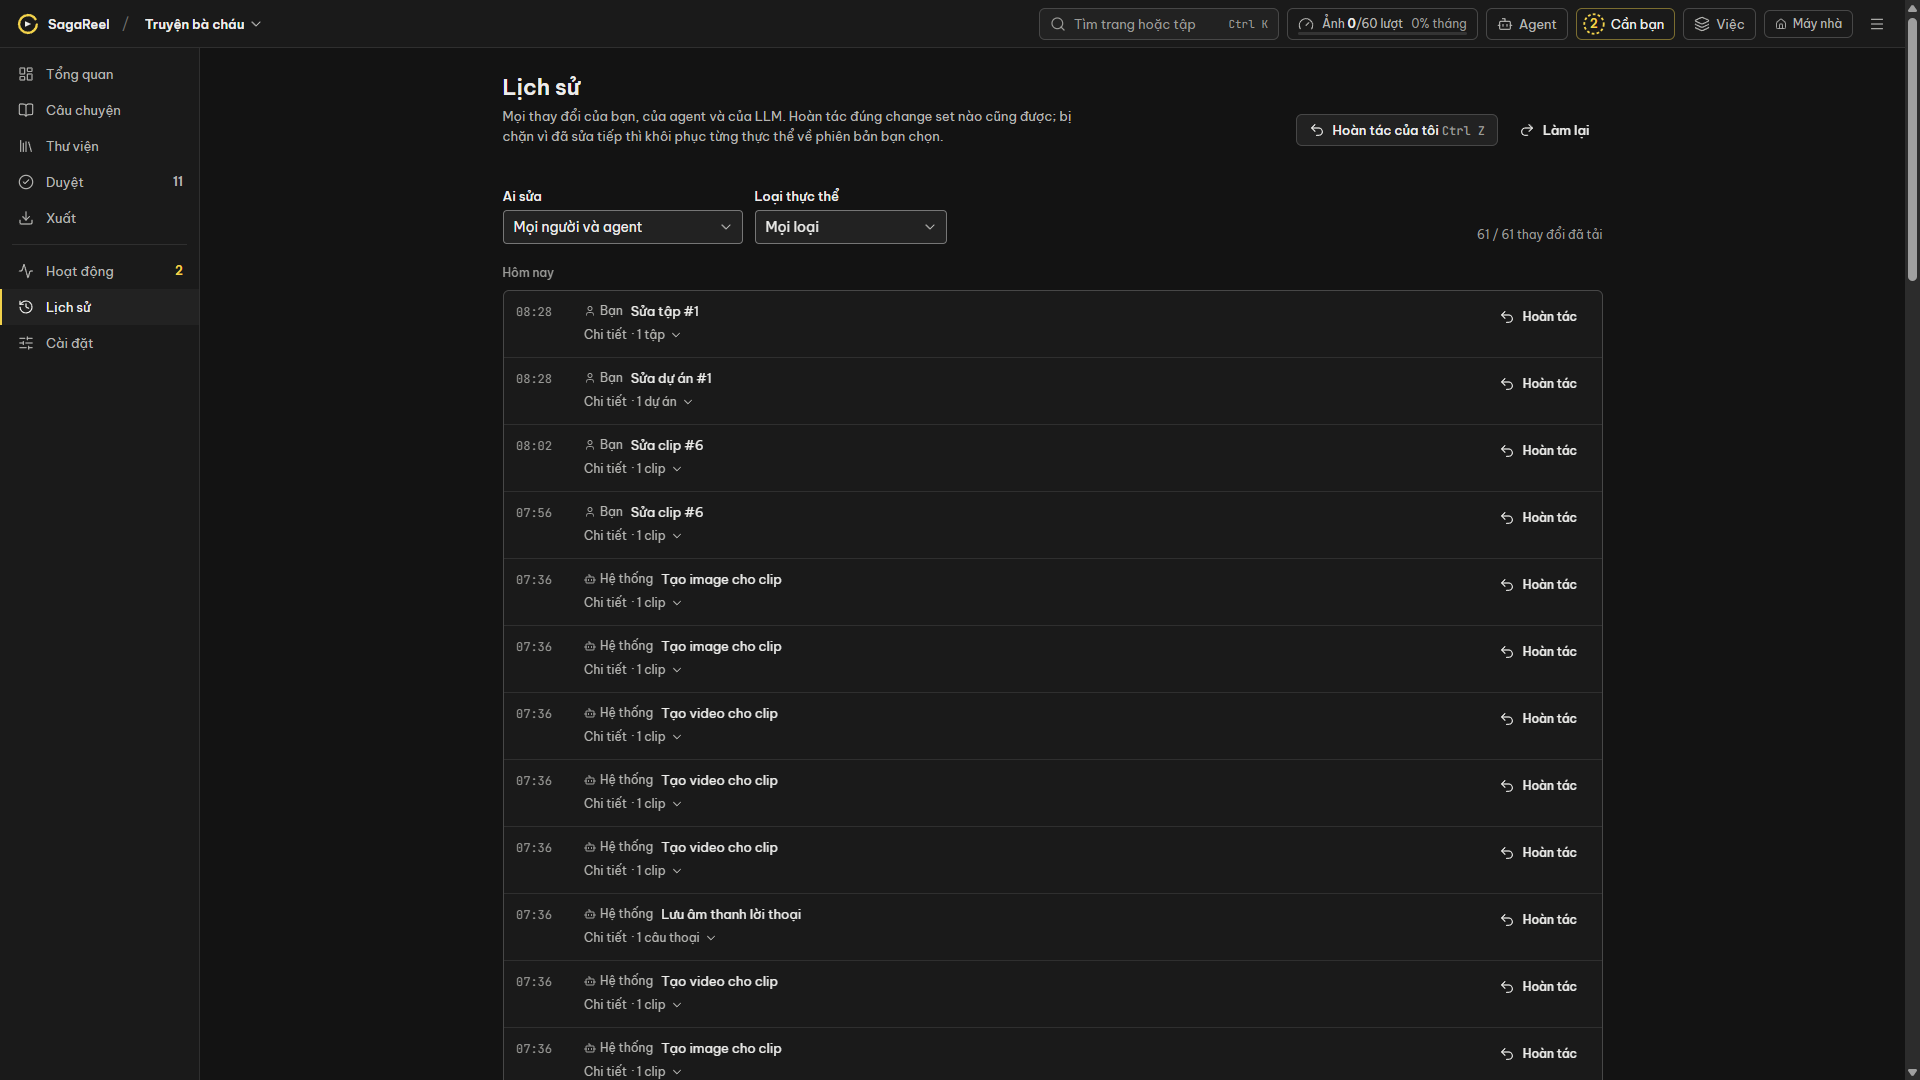 SagaReel / Truyện bà cháu
Tìm trang hoặc tập Ctrl K
Ảnh 0/60 lượt 0% tháng
Agent
2 Cần bạn
Việc
Máy nhà
Tổng quan
Câu chuyện
Thư viện
Duyệt 11
Xuất
Hoạt động 2
Lịch sử
Cài đặt
Lịch sử
Mọi thay đổi của bạn, của agent và của LLM. Hoàn tác đúng change set nào cũng được; bị
chặn vì đã sửa tiếp thì khôi phục từng thực thể về phiên bản bạn chọn.
Hoàn tác của tôi Ctrl Z
Làm lại
Ai sửa
Mọi người và agent
Loại thực thể
Mọi loại
61 / 61 thay đổi đã tải
Hôm nay
08:28 Bạn Sửa tập #1 Hoàn tác
Chi tiết · 1 tập
08:28 Bạn Sửa dự án #1 Hoàn tác
Chi tiết · 1 dự án
08:02 Bạn Sửa clip #6 Hoàn tác
Chi tiết · 1 clip
07:56 Bạn Sửa clip #6 Hoàn tác
Chi tiết · 1 clip
07:36 Hệ thống Tạo image cho clip Hoàn tác
Chi tiết · 1 clip
07:36 Hệ thống Tạo image cho clip Hoàn tác
Chi tiết · 1 clip
07:36 Hệ thống Tạo video cho clip Hoàn tác
Chi tiết · 1 clip
07:36 Hệ thống Tạo video cho clip Hoàn tác
Chi tiết · 1 clip
07:36 Hệ thống Tạo video cho clip Hoàn tác
Chi tiết · 1 clip
07:36 Hệ thống Lưu âm thanh lời thoại Hoàn tác
Chi tiết · 1 câu thoại
07:36 Hệ thống Tạo video cho clip Hoàn tác
Chi tiết · 1 clip
07:36 Hệ thống Tạo image cho clip Hoàn tác
Chi tiết · 1 clip